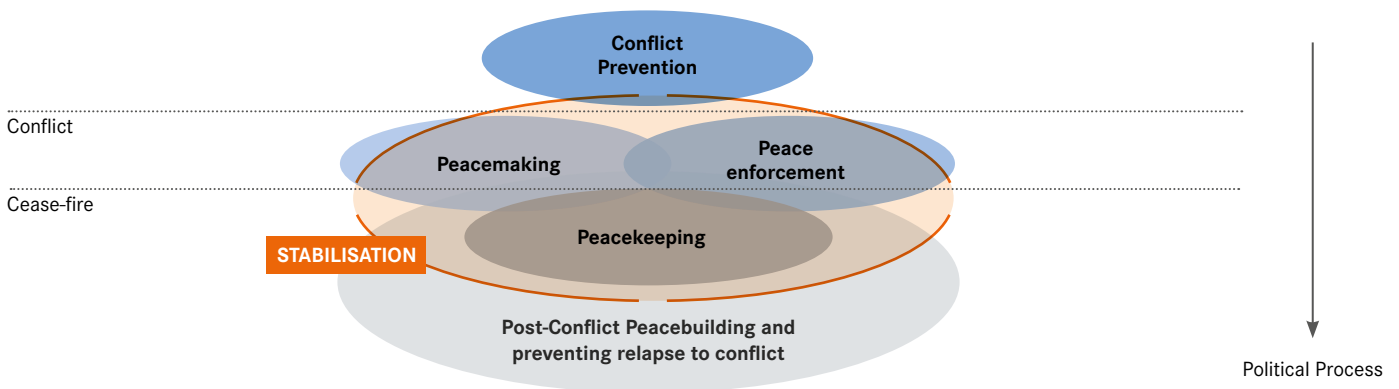 Conflict
Prevention
Conflict
Peacemaking
Peace
enforcement
Cease-fire
Peacekeeping
STABILISATION
Post-Conflict Peacebuilding and
preventing relapse to conflict
Political Process